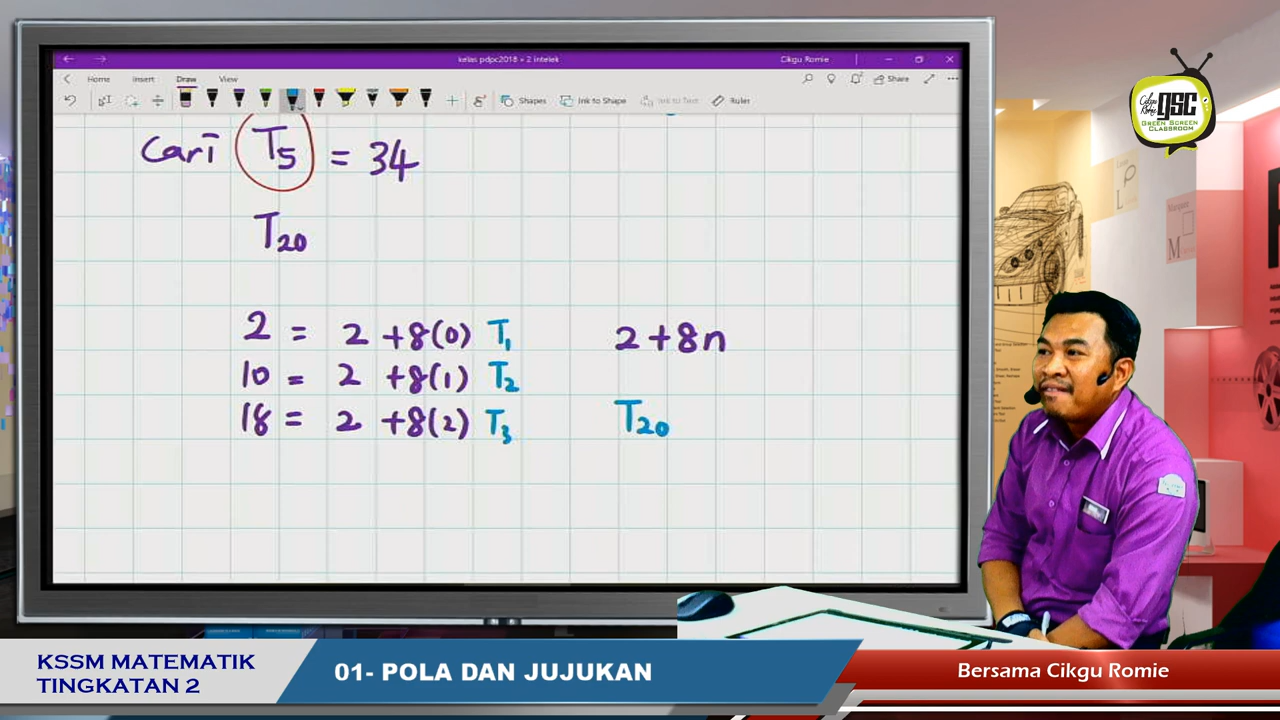 kelas pdpc2018 » 2 intelek
Cikgu Romie
Home Insert Draw View
Share
Shapes Ink to Shape Ink to Text Ruler
Cari T5 = 34
T20
2 = 2 +8(0) T1
10 = 2 +8(1) T2
18 = 2 +8(2) T3
2+8n
T20
Cikgu Romie GSC
GREEN SCREEN
CLASSROOM
L
M
KSSM MATEMATIK
TINGKATAN 2
01- POLA DAN JUJUKAN
Bersama Cikgu Romie